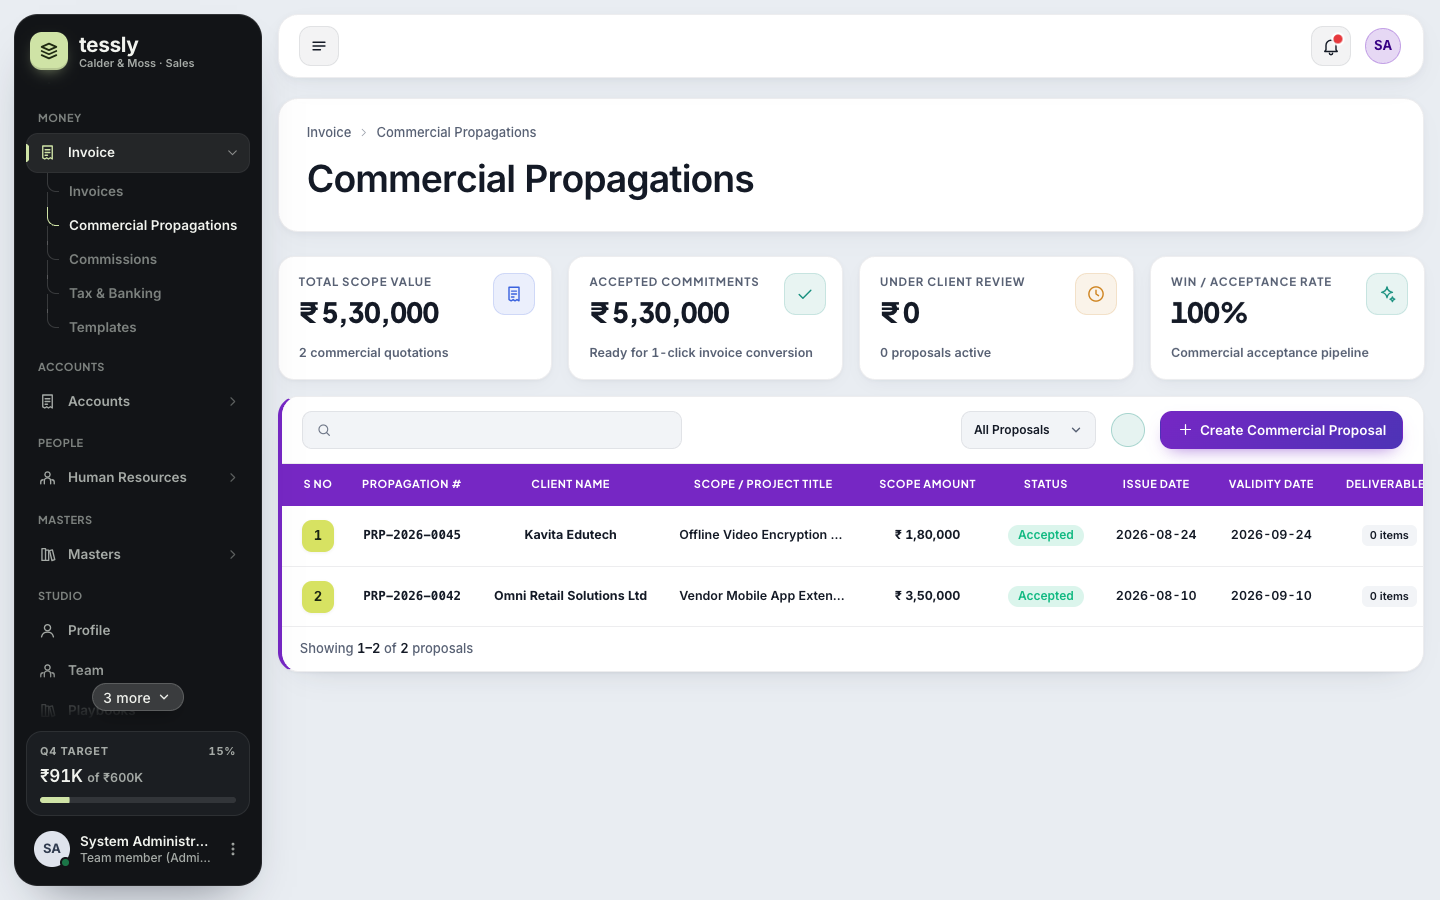 tessly
Calder & Moss · Sales
MONEY
Invoice
Invoices
Commercial Propagations
Commissions
Tax & Banking
Templates
ACCOUNTS
Accounts
PEOPLE
Human Resources
MASTERS
Masters
STUDIO
Profile
Team
Playbooks
3 more
Q4 TARGET 15%
₹91K of ₹600K
SA
System Administr...
Team member (Admi...
SA
Invoice > Commercial Propagations
Commercial Propagations
TOTAL SCOPE VALUE
₹5,30,000
2 commercial quotations
ACCEPTED COMMITMENTS
₹5,30,000
Ready for 1-click invoice conversion
UNDER CLIENT REVIEW
₹0
0 proposals active
WIN / ACCEPTANCE RATE
100%
Commercial acceptance pipeline
All Proposals
Create Commercial Proposal
S NO PROPAGATION # CLIENT NAME SCOPE / PROJECT TITLE SCOPE AMOUNT STATUS ISSUE DATE VALIDITY DATE DELIVERABLE
1 PRP-2026-0045 Kavita Edutech Offline Video Encryption ... ₹ 1,80,000 Accepted 2026-08-24 2026-09-24 0 items
2 PRP-2026-0042 Omni Retail Solutions Ltd Vendor Mobile App Exten... ₹ 3,50,000 Accepted 2026-08-10 2026-09-10 0 items
Showing 1–2 of 2 proposals